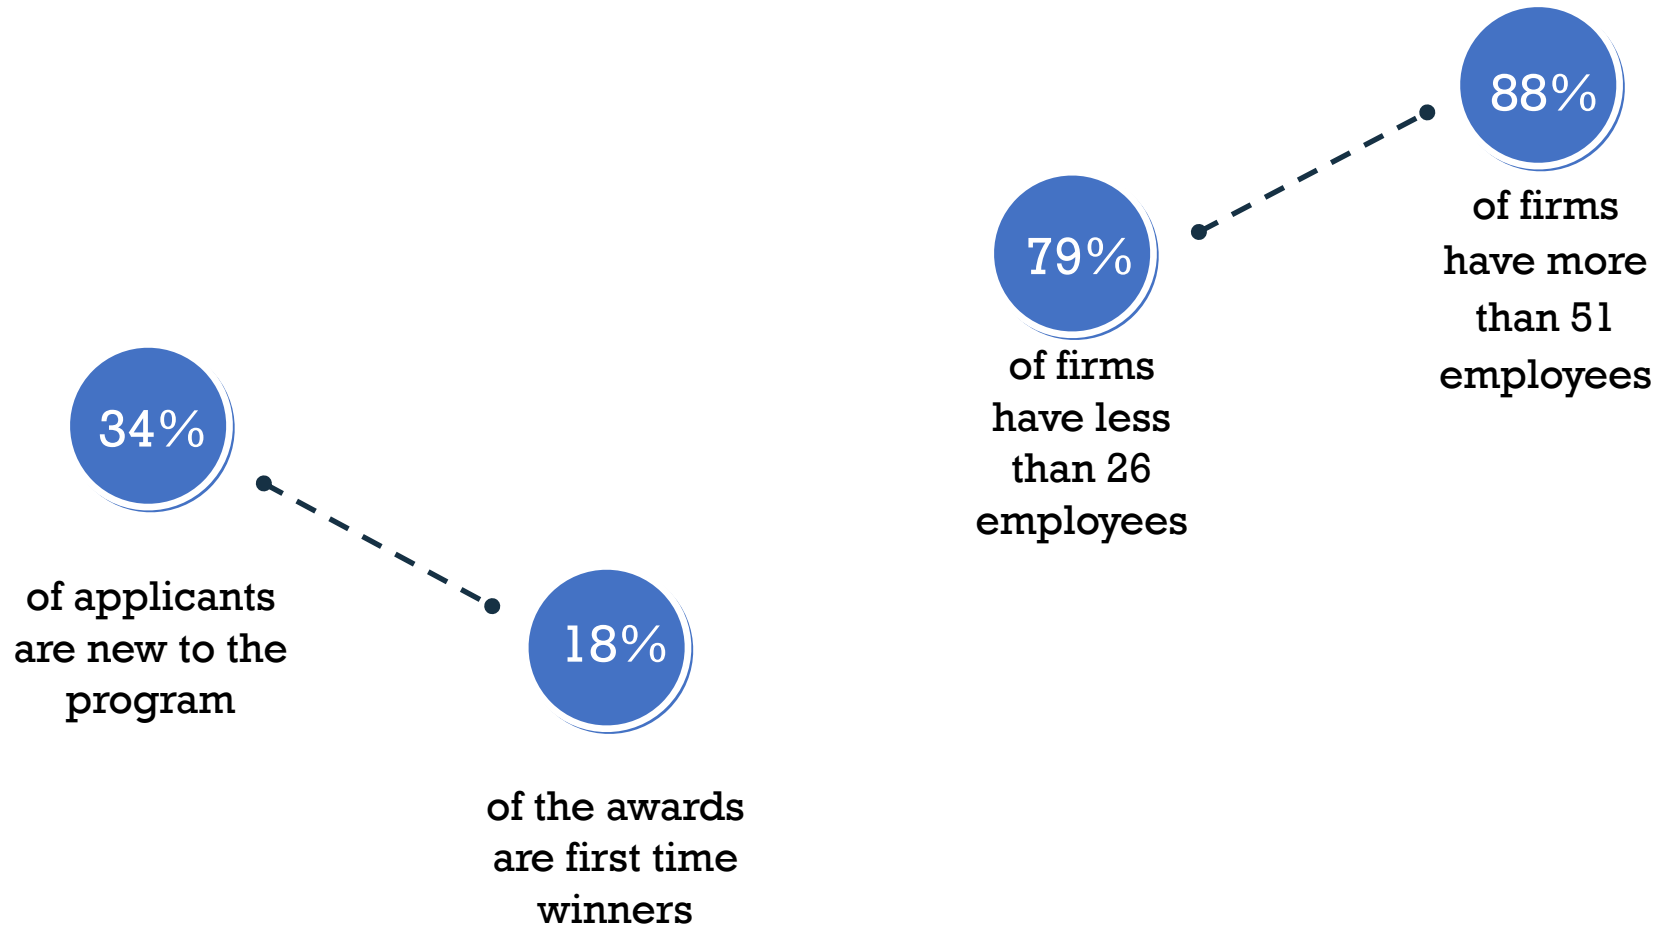 34%
of applicants
are new to the
program
18%
of the awards
are first time
winners
79%
of firms
have less
than 26
employees
88%
of firms
have more
than 51
employees